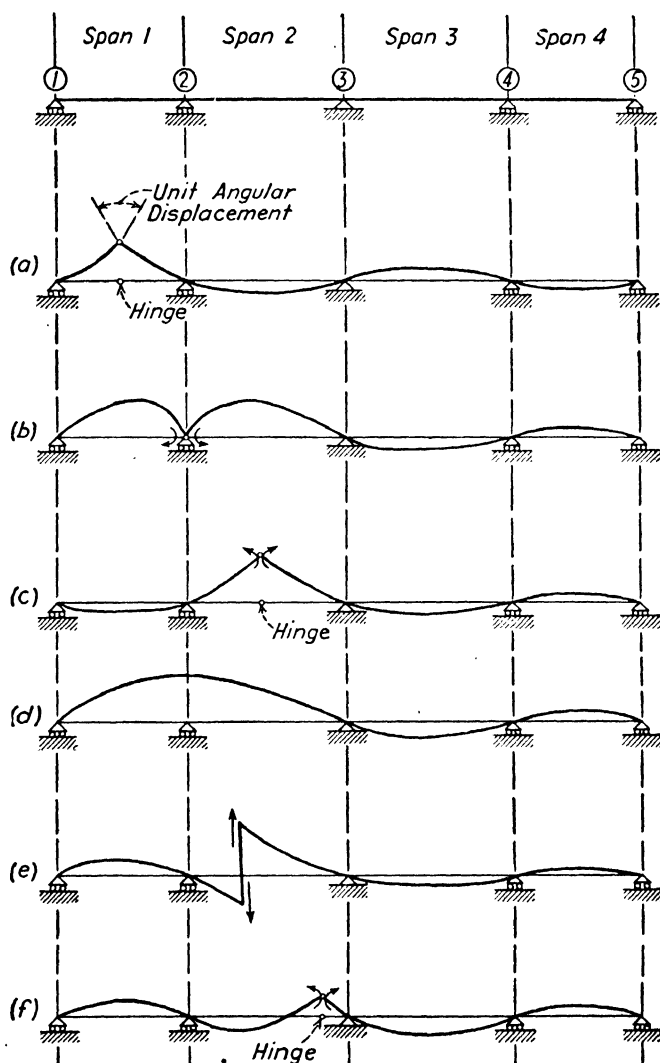 Span 1 Span 2 Span 3 Span 4
1 2 3 4 5
Unit Angular
Displacement
(a)
Hinge
(b)
(c)
Hinge
(d)
(e)
(f)
Hinge